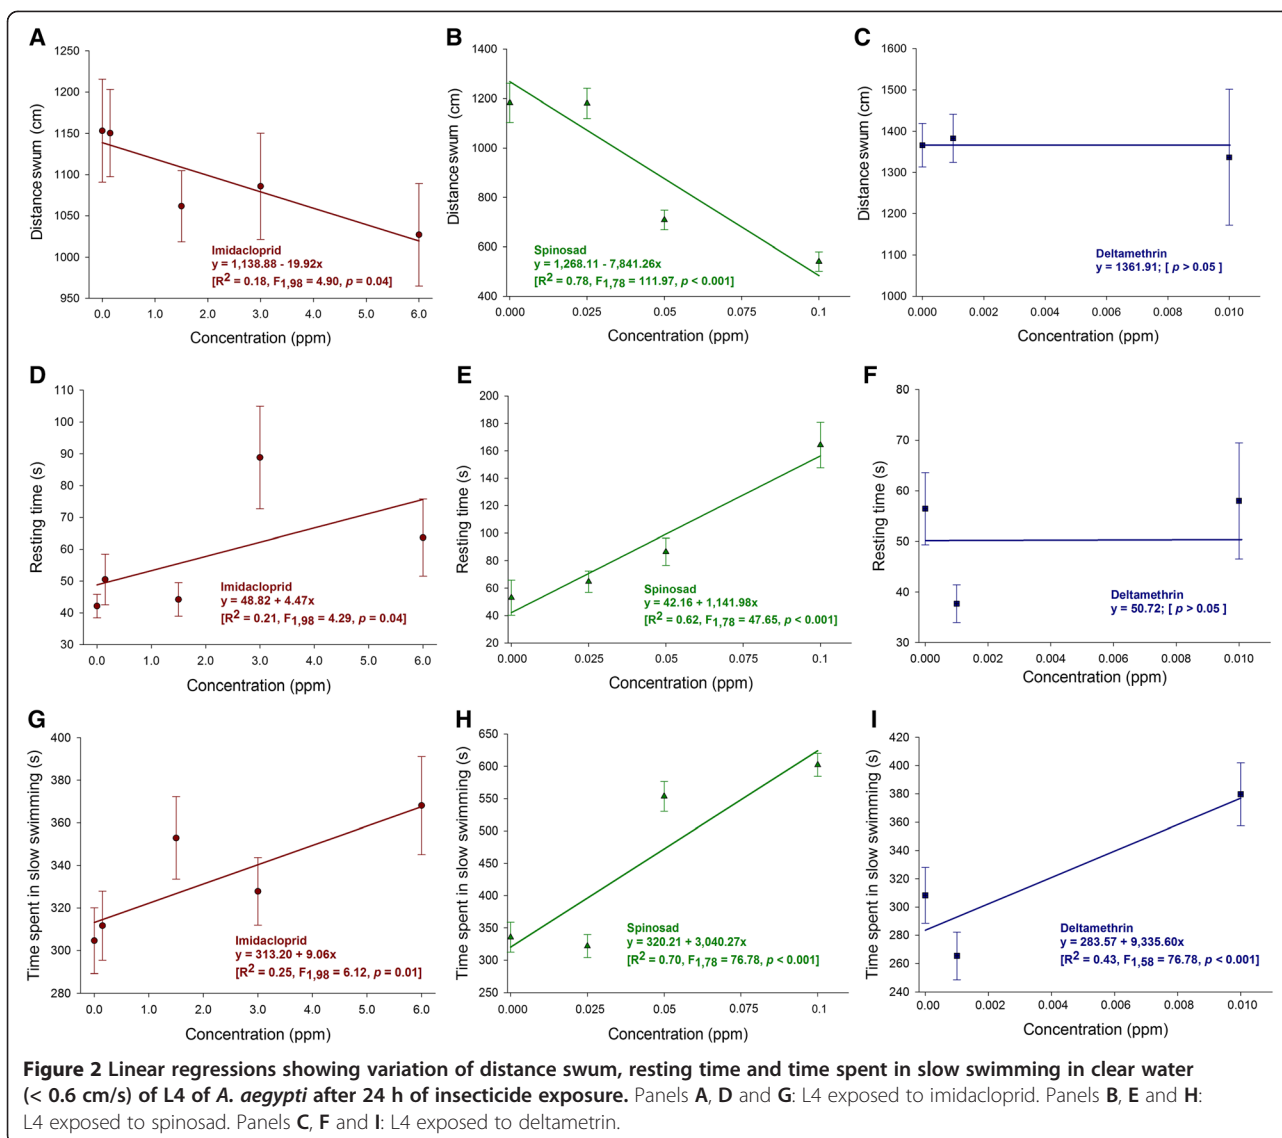 A
1250
1200
1150
1100
1050
1000
950
Distance swum (cm)
0.0 1.0 2.0 3.0 4.0 5.0 6.0
Concentration (ppm)
Imidacloprid
y = 1,138.88 - 19.92x
[R2 = 0.18, F1,98 = 4.90, p = 0.04]
B
1400
1200
1000
800
600
400
Distance swum (cm)
0.000 0.025 0.05 0.075 0.1
Concentration (ppm)
Spinosad
y = 1,268.11 - 7,841.26x
[R2 = 0.78, F1,78 = 111.97, p < 0.001]
C
1600
1500
1400
1300
1200
1100
1000
Distance swum (cm)
0.000 0.002 0.004 0.006 0.008 0.010
Concentration (ppm)
Deltamethrin
y = 1361.91; [ p > 0.05 ]
D
110
100
90
80
70
60
50
40
30
Resting time (s)
0.0 1.0 2.0 3.0 4.0 5.0 6.0
Concentration (ppm)
Imidacloprid
y = 48.82 + 4.47x
[R2 = 0.21, F1,98 = 4.29, p = 0.04]
E
200
180
160
140
120
100
80
60
40
20
Resting time (s)
0.000 0.025 0.05 0.075 0.1
Concentration (ppm)
Spinosad
y = 42.16 + 1,141.98x
[R2 = 0.62, F1,78 = 47.65, p < 0.001]
F
80
70
60
50
40
30
Resting time (s)
0.000 0.002 0.004 0.006 0.008 0.010
Concentration (ppm)
Deltamethrin
y = 50.72; [ p > 0.05 ]
G
400
380
360
340
320
300
280
Time spent in slow swimming (s)
0.0 1.0 2.0 3.0 4.0 5.0 6.0
Concentration (ppm)
Imidacloprid
y = 313.20 + 9.06x
[R2 = 0.25, F1,98 = 6.12, p = 0.01]
H
650
600
550
500
450
400
350
300
250
Time spent in slow swimming (s)
0.000 0.025 0.05 0.075 0.1
Concentration (ppm)
Spinosad
y = 320.21 + 3,040.27x
[R2 = 0.70, F1,78 = 76.78, p < 0.001]
I
420
400
380
360
340
320
300
280
260
240
Time spent in slow swimming (s)
0.000 0.002 0.004 0.006 0.008 0.010
Concentration (ppm)
Deltamethrin
y = 283.57 + 9,335.60x
[R2 = 0.43, F1,58 = 76.78, p < 0.001]
Figure 2 Linear regressions showing variation of distance swum, resting time and time spent in slow swimming in clear water
(< 0.6 cm/s) of L4 of A. aegypti after 24 h of insecticide exposure. Panels A, D and G: L4 exposed to imidacloprid. Panels B, E and H:
L4 exposed to spinosad. Panels C, F and I: L4 exposed to deltametrin.